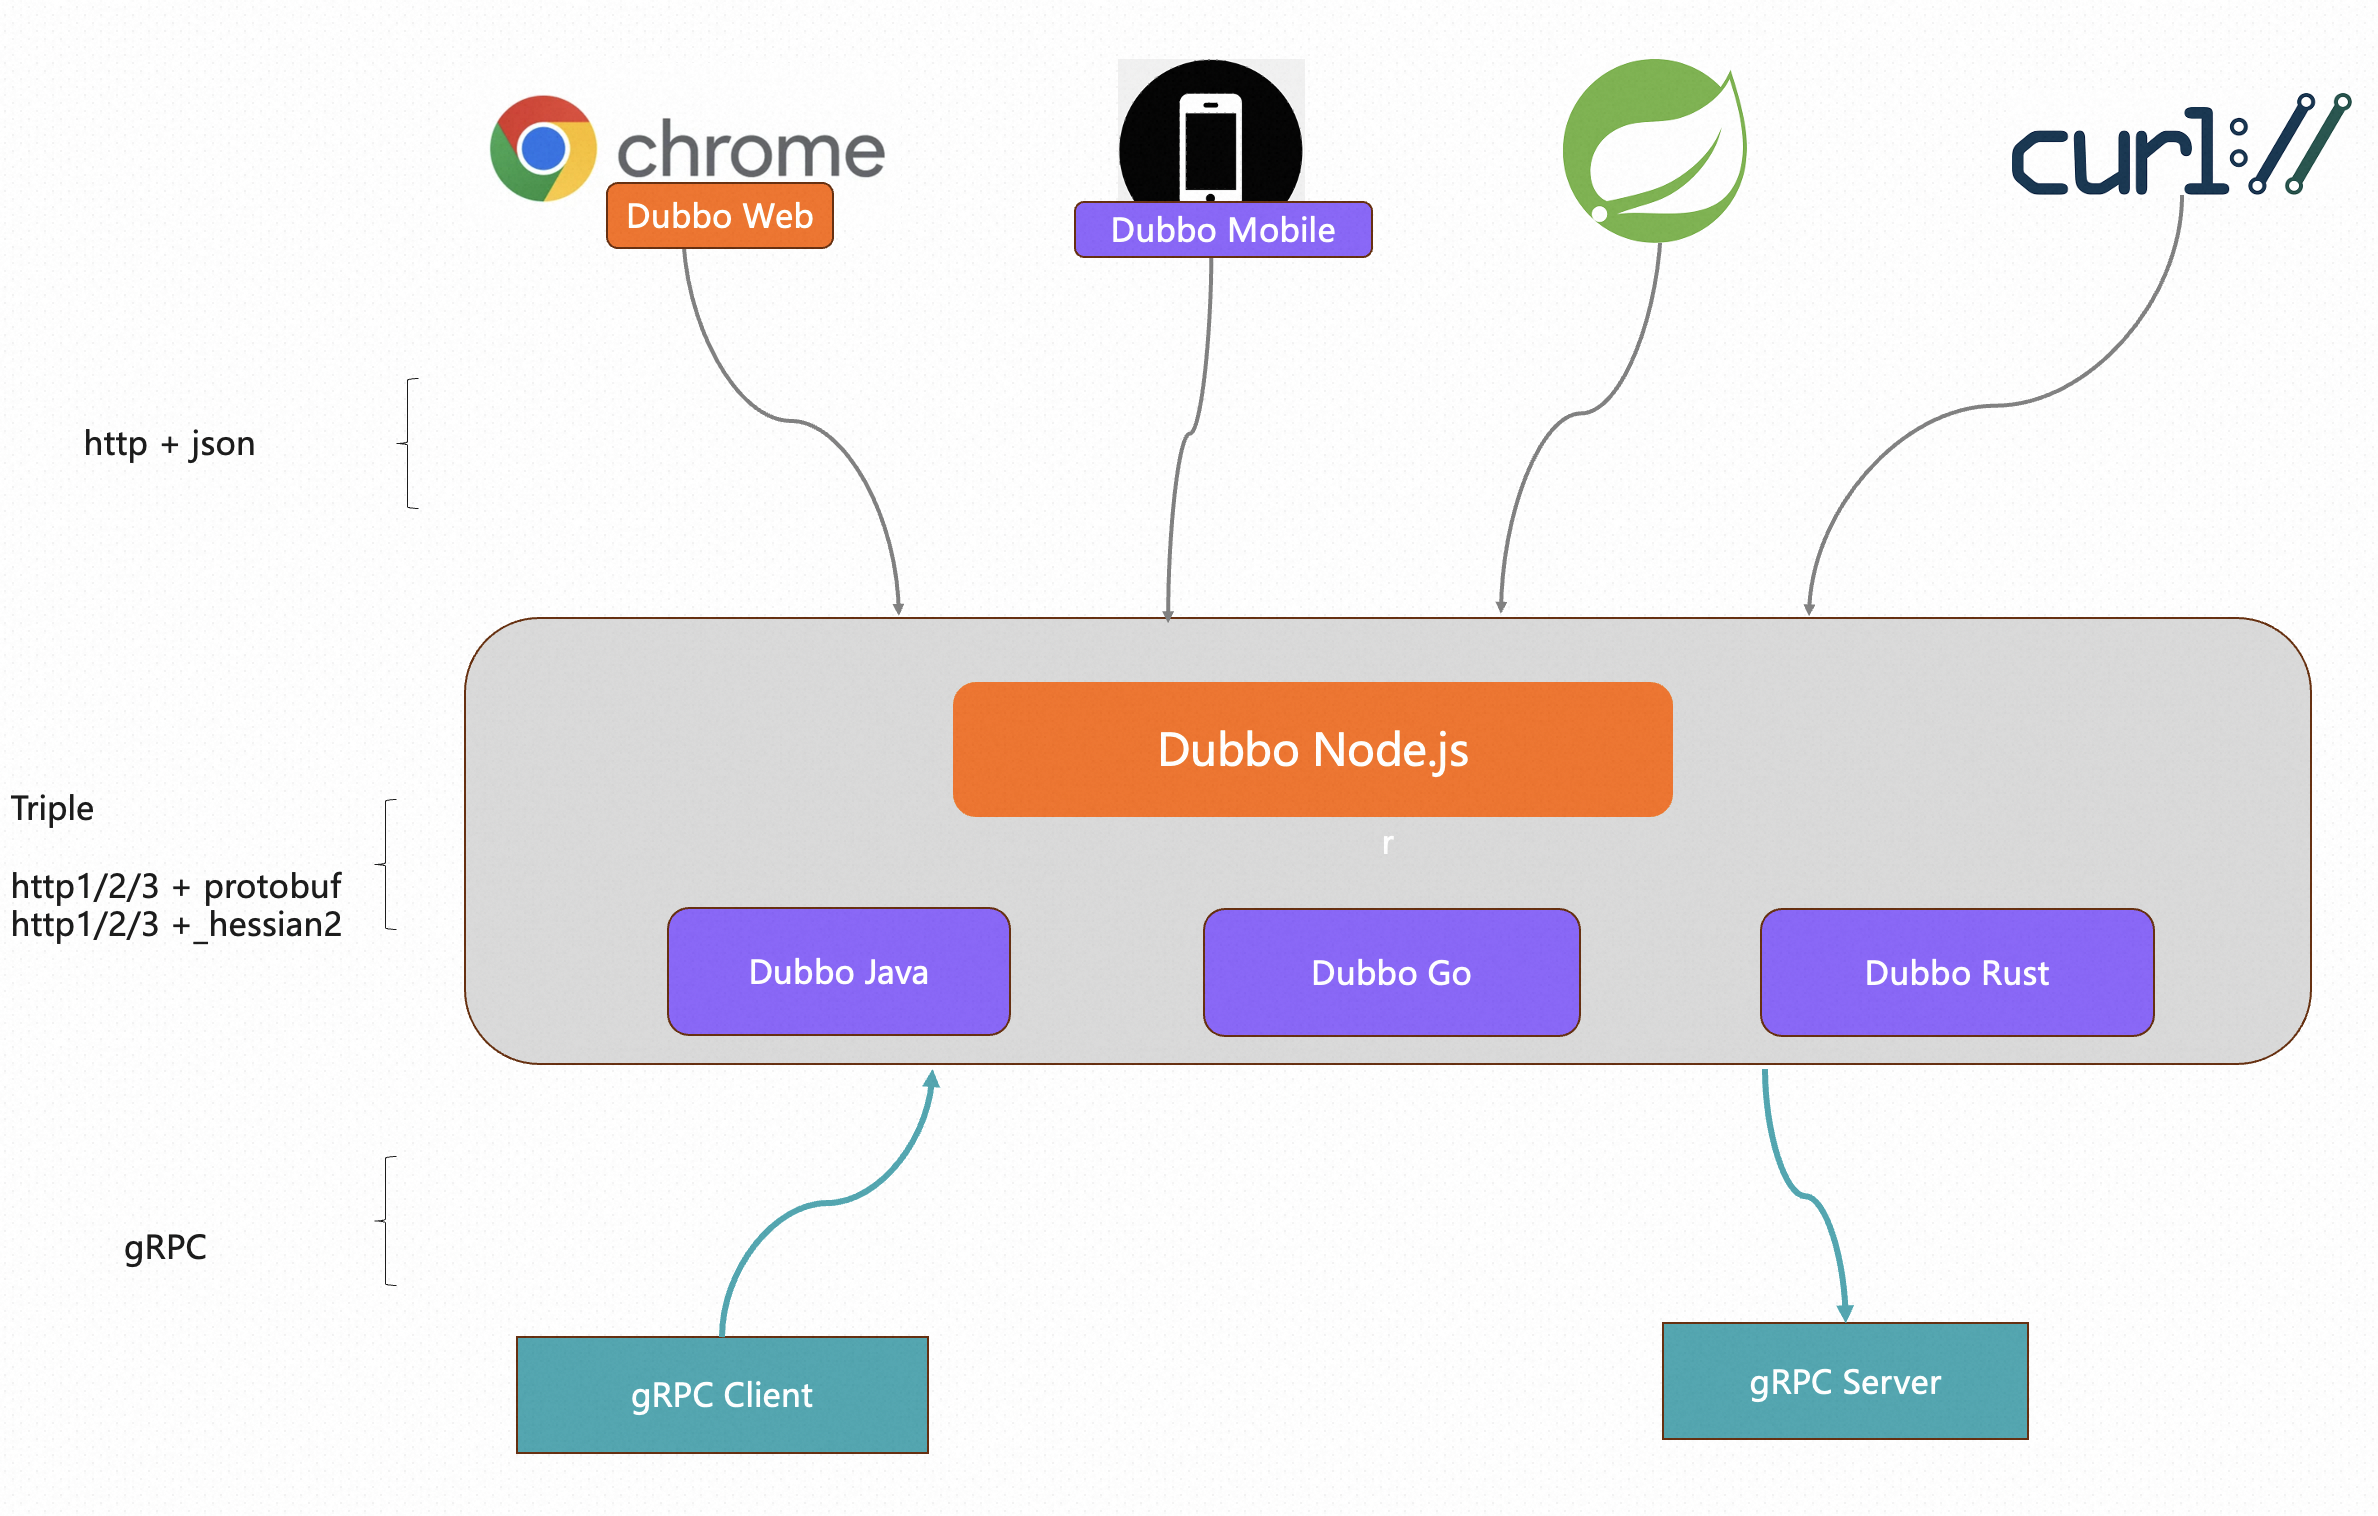 chrome
Dubbo Web
Dubbo Mobile
curl://
http + json
Dubbo Node.js
r
Triple
http1/2/3 + protobuf
http1/2/3 +_hessian2
Dubbo Java
Dubbo Go
Dubbo Rust
gRPC
gRPC Client
gRPC Server